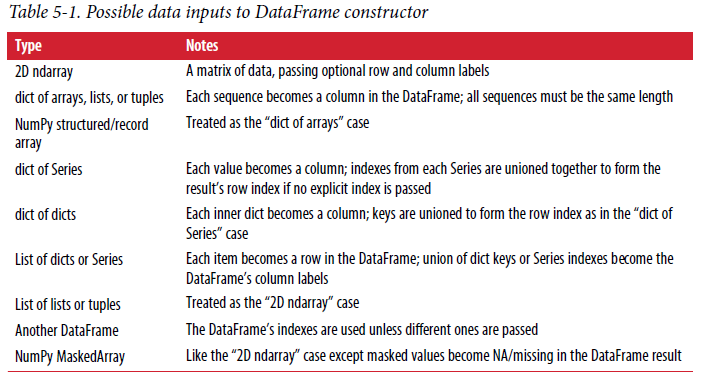 Table 5-1. Possible data inputs to DataFrame constructor
Type Notes
2D ndarray A matrix of data, passing optional row and column labels
dict of arrays, lists, or tuples Each sequence becomes a column in the DataFrame; all sequences must be the same length
NumPy structured/record Treated as the “dict of arrays” case
array
dict of Series Each value becomes a column; indexes from each Series are unioned together to form the
result’s row index if no explicit index is passed
dict of dicts Each inner dict becomes a column; keys are unioned to form the row index as in the “dict of
Series” case
List of dicts or Series Each item becomes a row in the DataFrame; union of dict keys or Series indexes become the
DataFrame’s column labels
List of lists or tuples Treated as the “2D ndarray” case
Another DataFrame The DataFrame’s indexes are used unless different ones are passed
NumPy MaskedArray Like the “2D ndarray” case except masked values become NA/missing in the DataFrame result